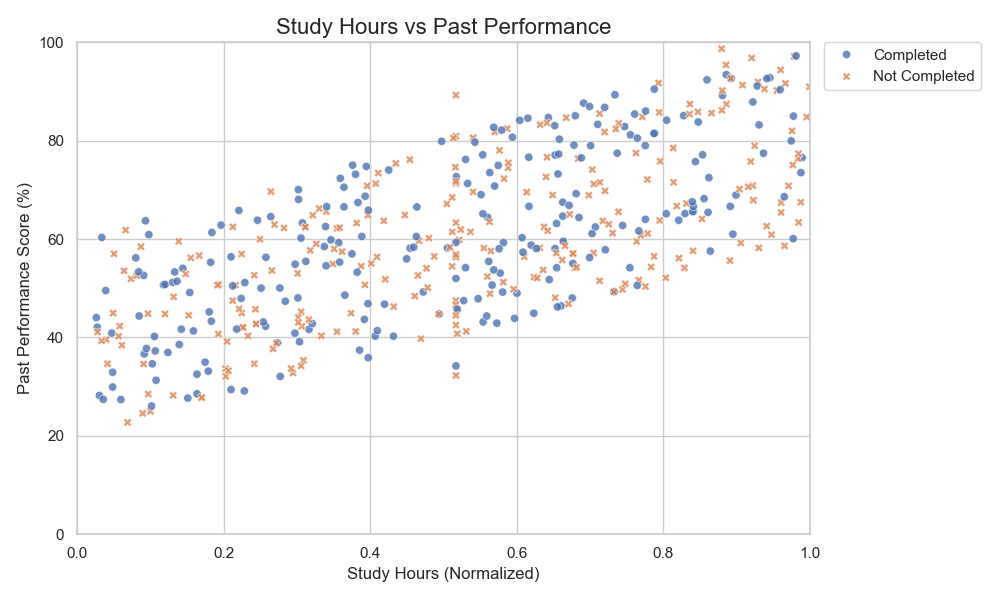 Study Hours vs Past Performance
Completed
Not Completed
Past Performance Score (%)
100
80
60
40
20
0
0.0 0.2 0.4 0.6 0.8 1.0
Study Hours (Normalized)